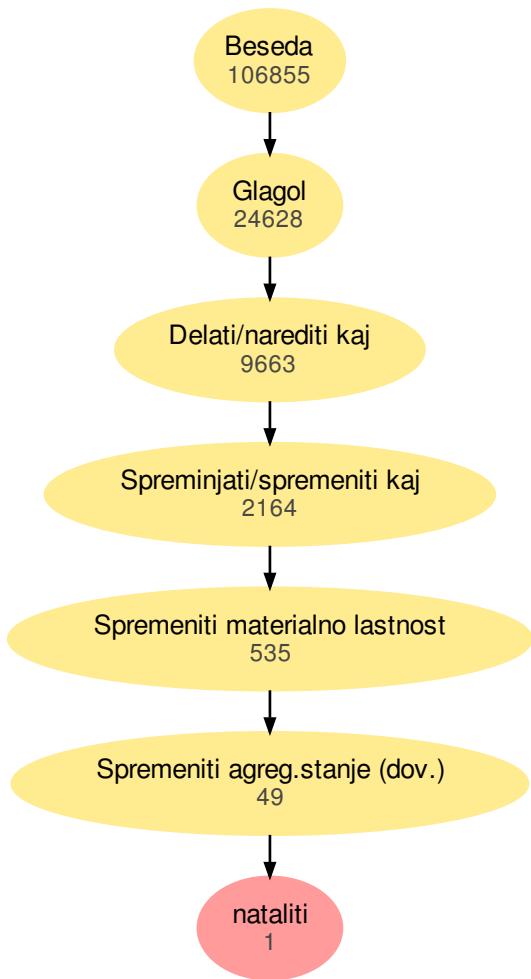 Beseda
106855
Glagol
24628
Delati/narediti kaj
9663
Spreminjati/spremeniti kaj
2164
Spremeniti materialno lastnost
535
Spremeniti agreg.stanje (dov.)
49
nataliti
1